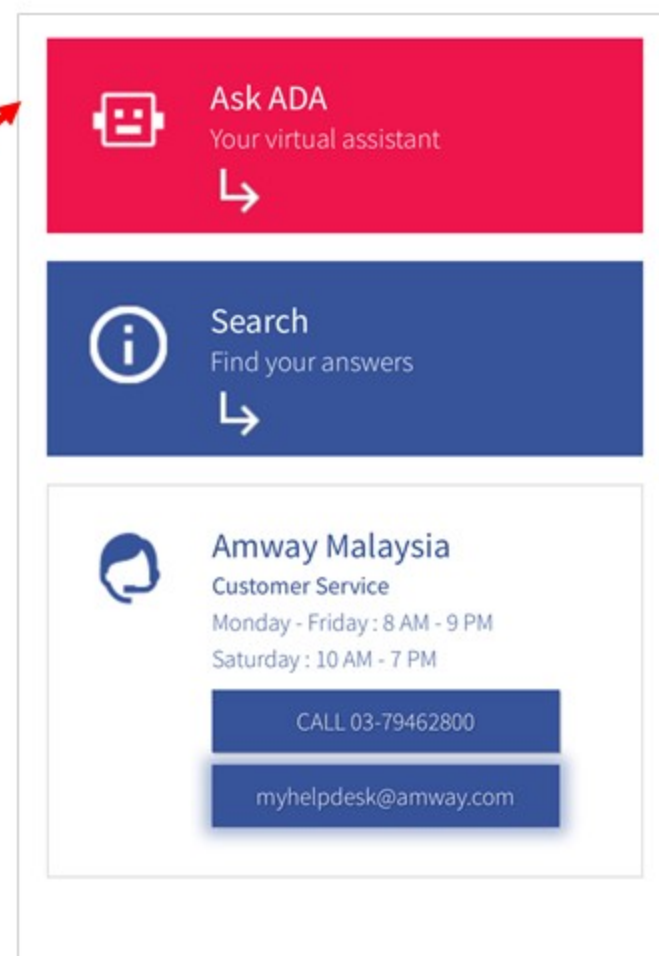 Ask ADA
Your virtual assistant
Search
Find your answers
Amway Malaysia
Customer Service
Monday - Friday : 8 AM - 9 PM
Saturday : 10 AM - 7 PM
CALL 03-79462800
myhelpdesk@amway.com